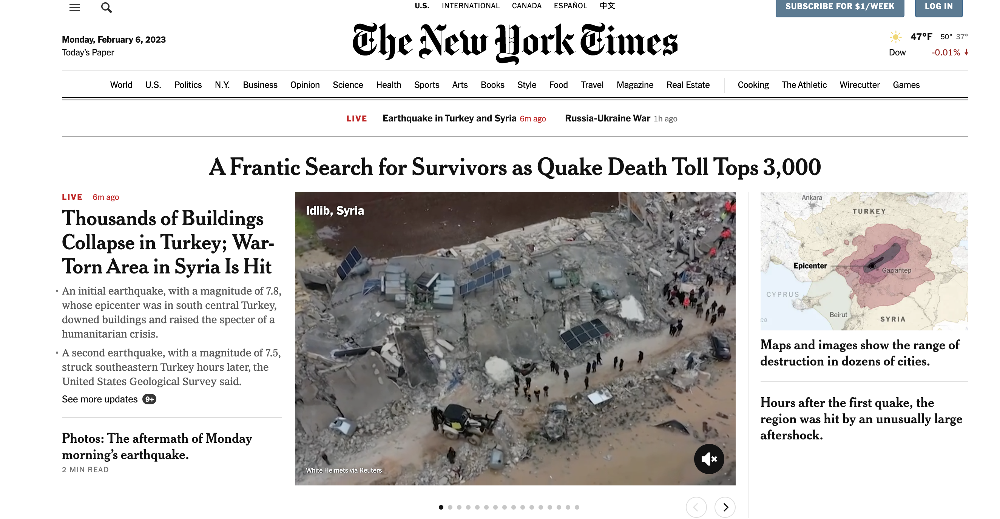 U.S. INTERNATIONAL CANADA ESPAÑOL 中文
SUBSCRIBE FOR $1/WEEK LOG IN
Monday, February 6, 2023
Today’s Paper
The New York Times
47°F 50° 37°
Dow -0.01% ↓
World U.S. Politics N.Y. Business Opinion Science Health Sports Arts Books Style Food Travel Magazine Real Estate Cooking The Athletic Wirecutter Games
LIVE Earthquake in Turkey and Syria 6m ago Russia-Ukraine War 1h ago
A Frantic Search for Survivors as Quake Death Toll Tops 3,000
LIVE 6m ago
Thousands of Buildings
Collapse in Turkey; War-
Torn Area in Syria Is Hit
• An initial earthquake, with a magnitude of 7.8,
whose epicenter was in south central Turkey,
downed buildings and raised the specter of a
humanitarian crisis.
• A second earthquake, with a magnitude of 7.5,
struck southeastern Turkey hours later, the
United States Geological Survey said.
See more updates 9+
Photos: The aftermath of Monday
morning’s earthquake.
2 MIN READ
Idlib, Syria
White Helmets via Reuters
Ankara
TURKEY
Epicenter
Gaziantep
CYPRUS
Beirut
ea
SYRIA
Maps and images show the range of
destruction in dozens of cities.
Hours after the first quake, the
region was hit by an unusually large
aftershock.